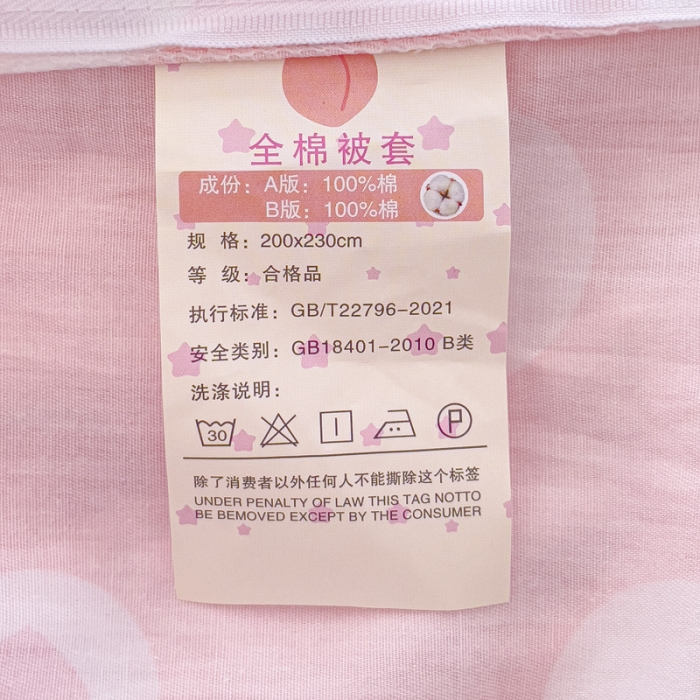 全棉被套
成份：A版：100%棉
B版：100%棉
规 格：200x230cm
等 级：合格品
执行标准：GB/T22796-2021
安全类别：GB18401-2010 B类
洗涤说明：
30 P
除了消费者以外任何人不能撕除这个标签
UNDER PENALTY OF LAW THIS TAG NOTTO
BE BEMOVED EXCEPT BY THE CONSUMER